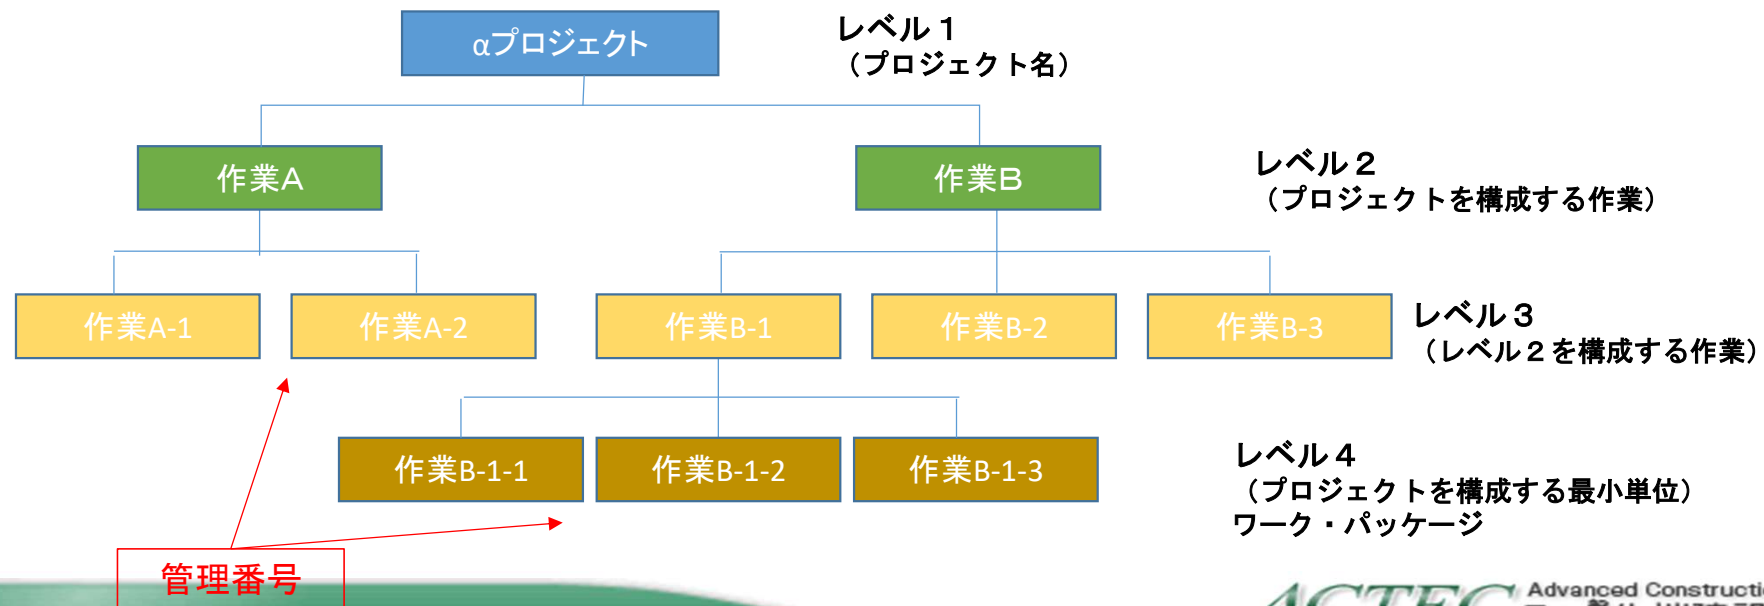 αプロジェクト
レベル１
（プロジェクト名）
作業A
作業B
レベル２
（プロジェクトを構成する作業）
作業A-1
作業A-2
作業B-1
作業B-2
作業B-3
レベル３
（レベル２を構成する作業）
作業B-1-1
作業B-1-2
作業B-1-3
レベル４
（プロジェクトを構成する最小単位）
ワーク・パッケージ
管理番号
ACTEC
Advanced